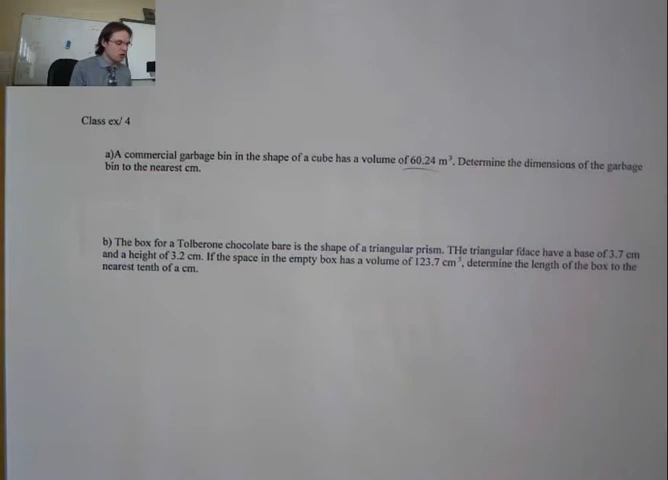 Class ex/ 4
a)A commercial garbage bin in the shape of a cube has a volume of 60.24 m³. Determine the dimensions of the garbage
bin to the nearest cm.
b) The box for a Tolberone chocolate bare is the shape of a triangular prism. THe triangular fdace have a base of 3.7 cm
and a height of 3.2 cm. If the space in the empty box has a volume of 123.7 cm³, determine the length of the box to the
nearest tenth of a cm.